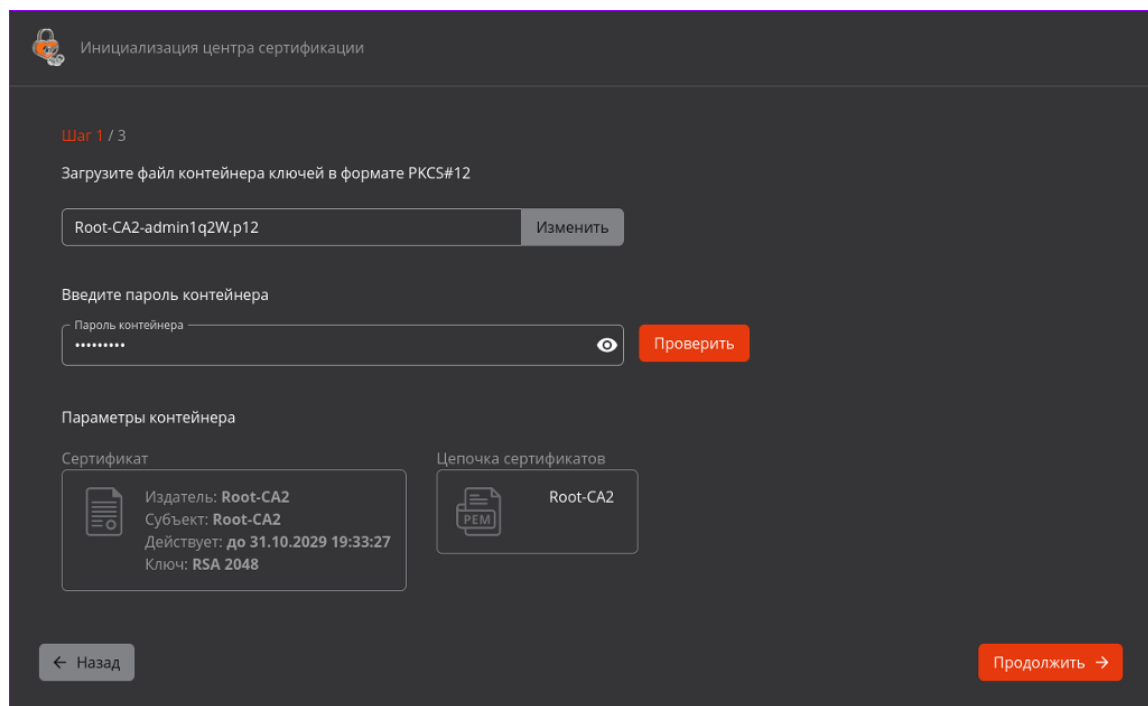 Инициализация центра сертификации
Шаг 1 / 3
Загрузите файл контейнера ключей в формате PKCS#12
Root-CA2-admin1q2W.p12
Изменить
Введите пароль контейнера
Пароль контейнера
•••••••••
Проверить
Параметры контейнера
Сертификат
Издатель: Root-CA2
Субъект: Root-CA2
Действует: до 31.10.2029 19:33:27
Ключ: RSA 2048
Цепочка сертификатов
PEM
Root-CA2
← Назад
Продолжить →